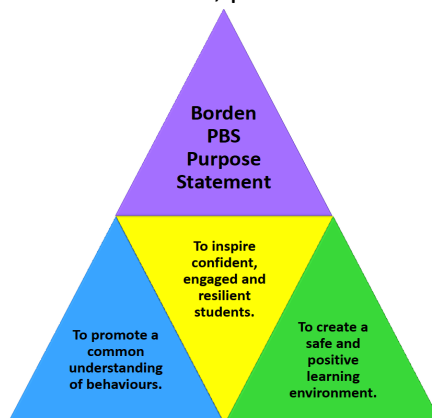 Borden
PBS
Purpose
Statement
To inspire
confident,
engaged and
resilient
students.
To promote a
common
understanding
of behaviours.
To create a
safe and
positive
learning
environment.